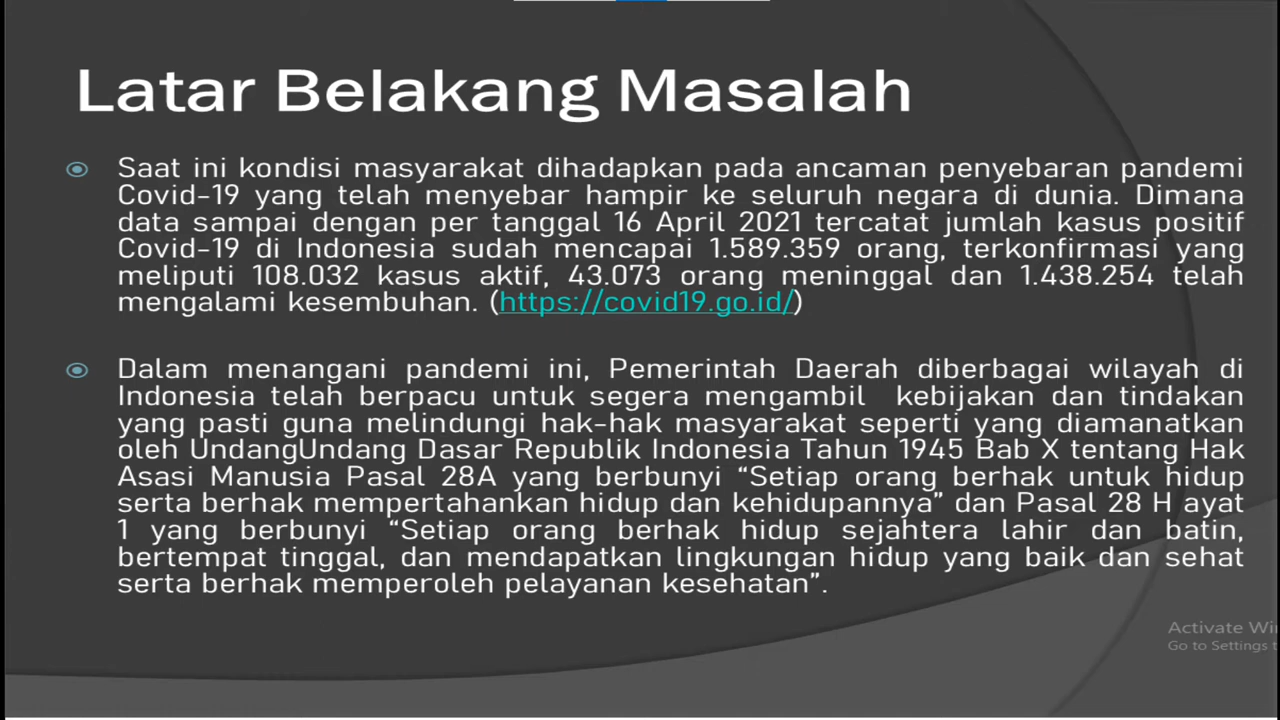 Latar Belakang Masalah
Saat ini kondisi masyarakat dihadapkan pada ancaman penyebaran pandemi
Covid-19 yang telah menyebar hampir ke seluruh negara di dunia. Dimana
data sampai dengan per tanggal 16 April 2021 tercatat jumlah kasus positif
Covid-19 di Indonesia sudah mencapai 1.589.359 orang, terkonfirmasi yang
meliputi 108.032 kasus aktif, 43.073 orang meninggal dan 1.438.254 telah
mengalami kesembuhan. (https://covid19.go.id/)
Dalam menangani pandemi ini, Pemerintah Daerah diberbagai wilayah di
Indonesia telah berpacu untuk segera mengambil kebijakan dan tindakan
yang pasti guna melindungi hak-hak masyarakat seperti yang diamanatkan
oleh UndangUndang Dasar Republik Indonesia Tahun 1945 Bab X tentang Hak
Asasi Manusia Pasal 28A yang berbunyi “Setiap orang berhak untuk hidup
serta berhak mempertahankan hidup dan kehidupannya” dan Pasal 28 H ayat
1 yang berbunyi “Setiap orang berhak hidup sejahtera lahir dan batin,
bertempat tinggal, dan mendapatkan lingkungan hidup yang baik dan sehat
serta berhak memperoleh pelayanan kesehatan”.
Activate Wi
Go to Settings t